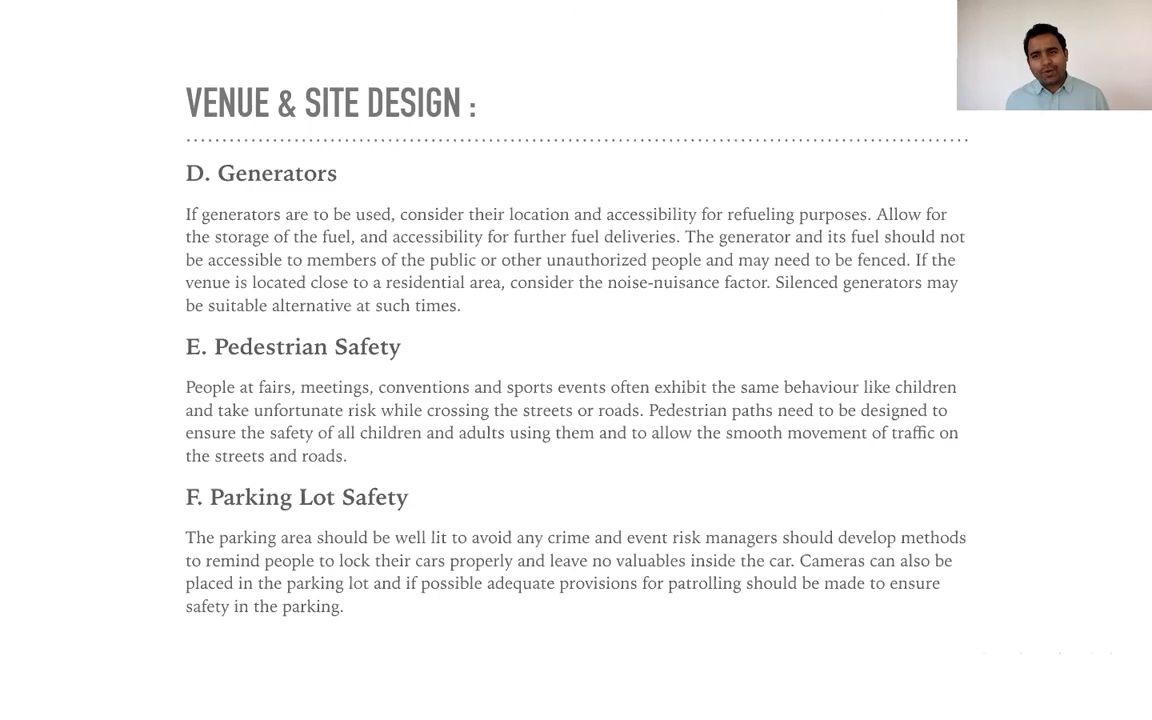 VENUE & SITE DESIGN :
D. Generators
If generators are to be used, consider their location and accessibility for refueling purposes. Allow for
the storage of the fuel, and accessibility for further fuel deliveries. The generator and its fuel should not
be accessible to members of the public or other unauthorized people and may need to be fenced. If the
venue is located close to a residential area, consider the noise-nuisance factor. Silenced generators may
be suitable alternative at such times.
E. Pedestrian Safety
People at fairs, meetings, conventions and sports events often exhibit the same behaviour like children
and take unfortunate risk while crossing the streets or roads. Pedestrian paths need to be designed to
ensure the safety of all children and adults using them and to allow the smooth movement of traffic on
the streets and roads.
F. Parking Lot Safety
The parking area should be well lit to avoid any crime and event risk managers should develop methods
to remind people to lock their cars properly and leave no valuables inside the car. Cameras can also be
placed in the parking lot and if possible adequate provisions for patrolling should be made to ensure
safety in the parking.